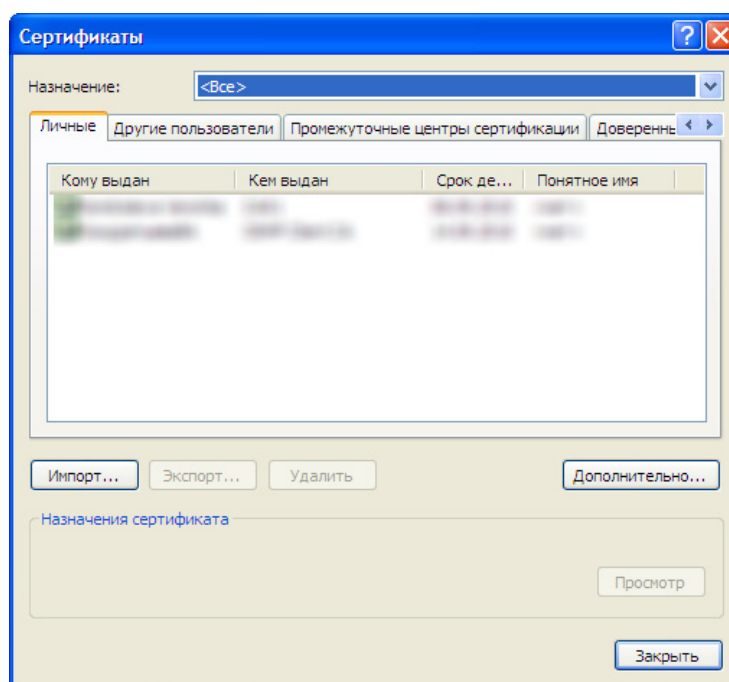 Сертификаты
Назначение: <Все>
Личные Другие пользователи Промежуточные центры сертификации Доверенны
Кому выдан Кем выдан Срок де... Понятное имя
Импорт... Экспорт... Удалить Дополнительно...
Назначения сертификата
Просмотр
Закрыть